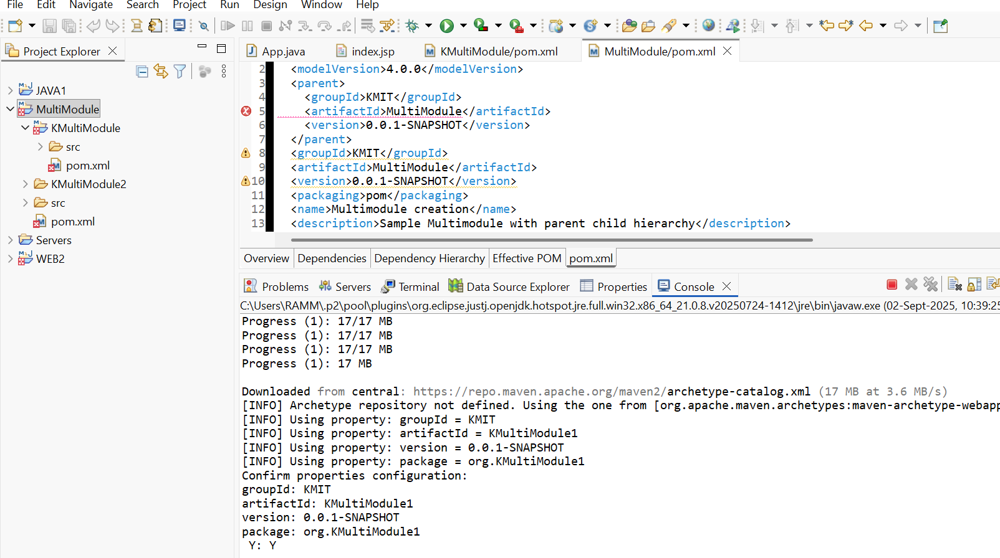 File Edit Navigate Search Project Run Design Window Help
Project Explorer
JAVA1
MultiModule
KMultiModule
src
pom.xml
KMultiModule2
src
pom.xml
Servers
WEB2
App.java index.jsp KMultiModule/pom.xml MultiModule/pom.xml
2 <modelVersion>4.0.0</modelVersion>
3 <parent>
4 <groupId>KMIT</groupId>
5 <artifactId>MultiModule</artifactId>
6 <version>0.0.1-SNAPSHOT</version>
7 </parent>
8 <groupId>KMIT</groupId>
9 <artifactId>MultiModule</artifactId>
10 <version>0.0.1-SNAPSHOT</version>
11 <packaging>pom</packaging>
12 <name>Multimodule creation</name>
13 <description>Sample Multimodule with parent child hierarchy</description>
Overview Dependencies Dependency Hierarchy Effective POM pom.xml
Problems Servers Terminal Data Source Explorer Properties Console
C:\Users\RAMM\.p2\pool\plugins\org.eclipse.justj.openjdk.hotspot.jre.full.win32.x86_64_21.0.8.v20250724-1412\jre\bin\javaw.exe (02-Sept-2025, 10:39:25
Progress (1): 17/17 MB
Progress (1): 17/17 MB
Progress (1): 17/17 MB
Progress (1): 17 MB
Downloaded from central: https://repo.maven.apache.org/maven2/archetype-catalog.xml (17 MB at 3.6 MB/s)
[INFO] Archetype repository not defined. Using the one from [org.apache.maven.archetypes:maven-archetype-webapp
[INFO] Using property: groupId = KMIT
[INFO] Using property: artifactId = KMultiModule1
[INFO] Using property: version = 0.0.1-SNAPSHOT
[INFO] Using property: package = org.KMultiModule1
Confirm properties configuration:
groupId: KMIT
artifactId: KMultiModule1
version: 0.0.1-SNAPSHOT
package: org.KMultiModule1
Y: Y